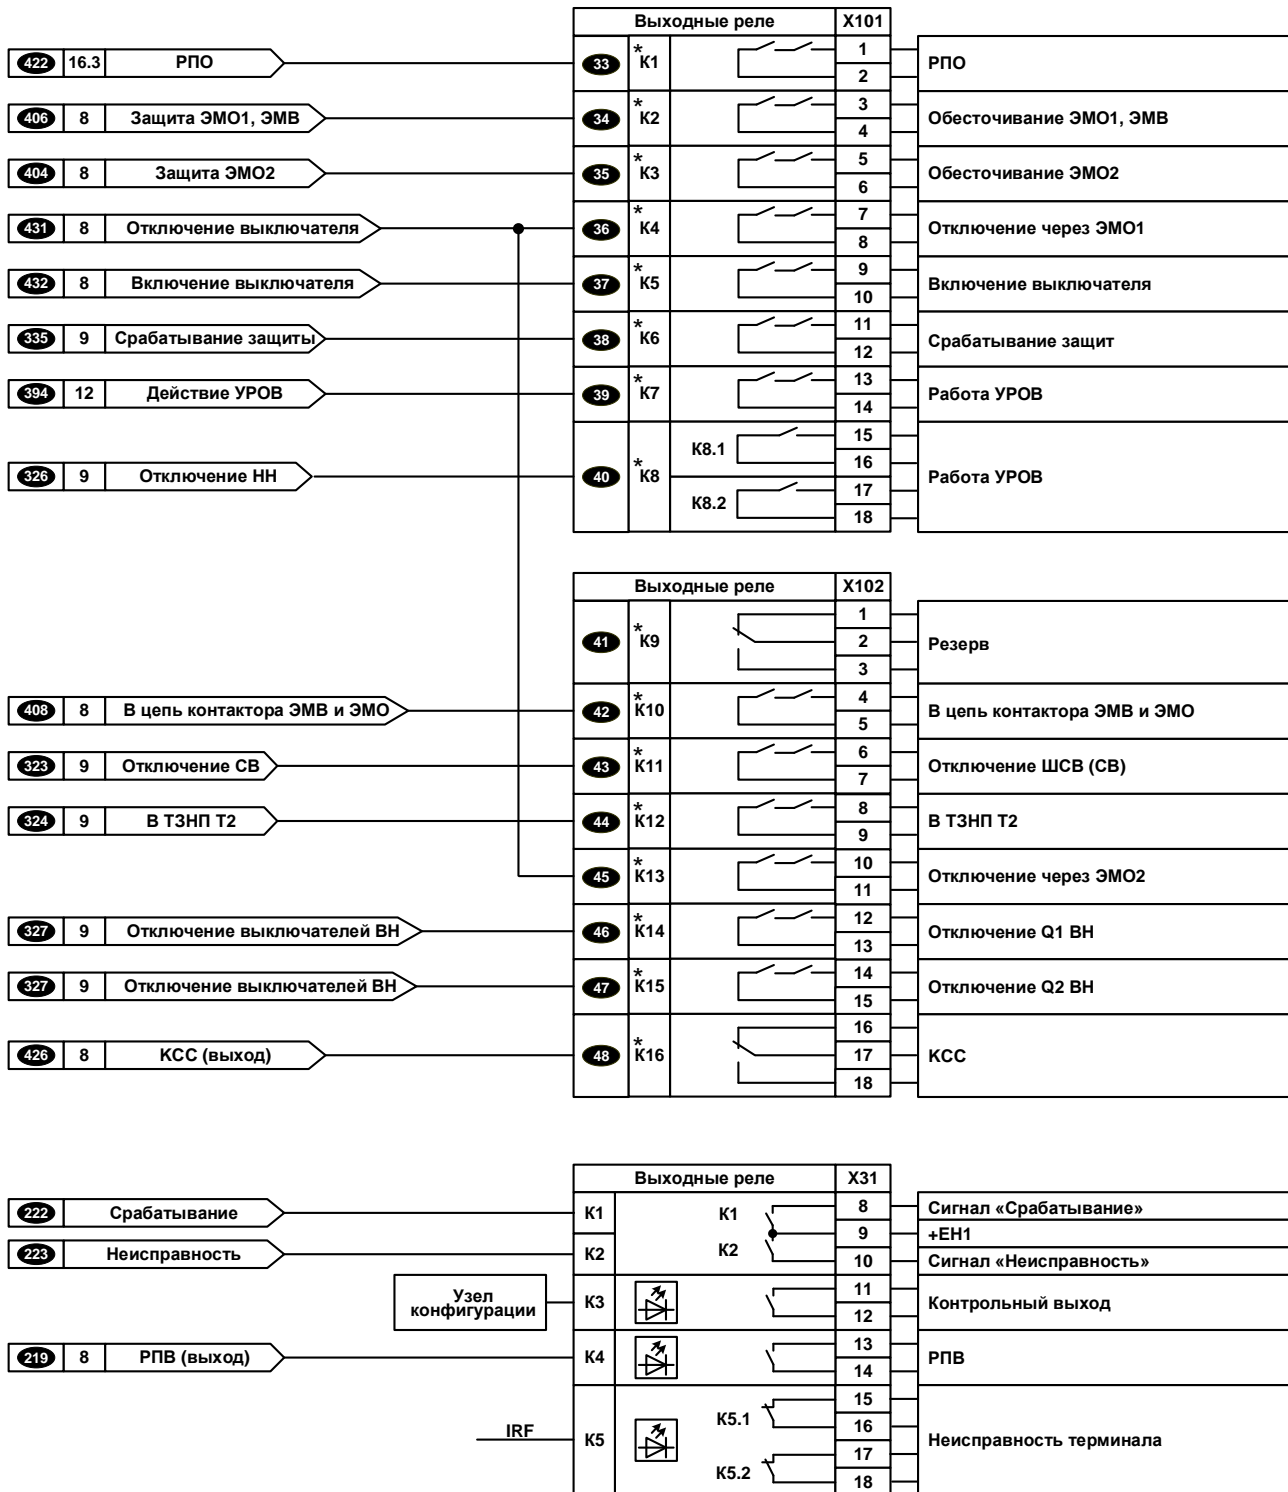 Выходные реле X101
422 16.3 РПО 33 *К1 1 2 РПО
406 8 Защита ЭМО1, ЭМВ 34 *К2 3 4 Обесточивание ЭМО1, ЭМВ
404 8 Защита ЭМО2 35 *К3 5 6 Обесточивание ЭМО2
431 8 Отключение выключателя 36 *К4 7 8 Отключение через ЭМО1
432 8 Включение выключателя 37 *К5 9 10 Включение выключателя
335 9 Срабатывание защиты 38 *К6 11 12 Срабатывание защит
394 12 Действие УРОВ 39 *К7 13 14 Работа УРОВ
326 9 Отключение НН 40 *К8 К8.1 15 16 К8.2 17 18 Работа УРОВ
Выходные реле X102
41 *К9 1 2 3 Резерв
408 8 В цепь контактора ЭМВ и ЭМО 42 *К10 4 5 В цепь контактора ЭМВ и ЭМО
323 9 Отключение СВ 43 *К11 6 7 Отключение ШСВ (СВ)
324 9 В ТЗНП Т2 44 *К12 8 9 В ТЗНП Т2
45 *К13 10 11 Отключение через ЭМО2
327 9 Отключение выключателей ВН 46 *К14 12 13 Отключение Q1 ВН
327 9 Отключение выключателей ВН 47 *К15 14 15 Отключение Q2 ВН
426 8 КСС (выход) 48 *К16 16 17 18 КСС
Выходные реле X31
222 Срабатывание К1 К1 8 Сигнал «Срабатывание»
9 +ЕН1
223 Неисправность К2 К2 10 Сигнал «Неисправность»
Узел
конфигурации К3 11 12 Контрольный выход
219 8 РПВ (выход) К4 13 14 РПВ
IRF К5 К5.1 15 16 К5.2 17 18 Неисправность терминала